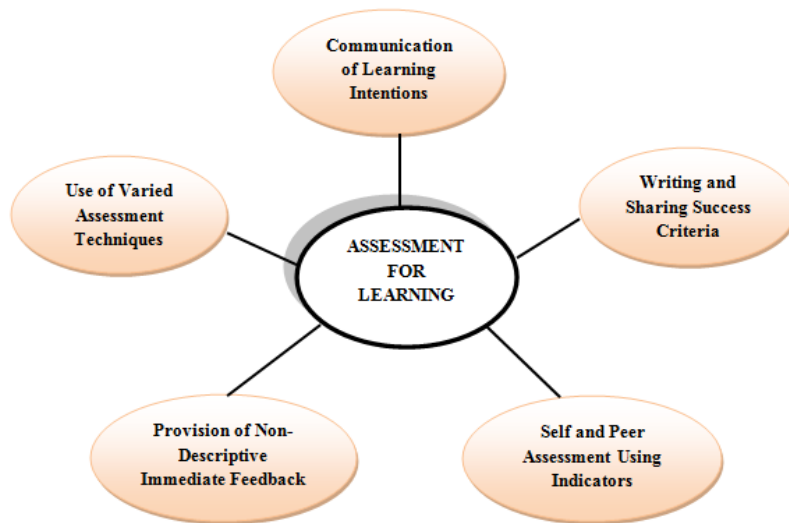 Communication
of Learning
Intentions
Use of Varied
Assessment
Techniques
Writing and
Sharing Success
Criteria
ASSESSMENT
FOR
LEARNING
Provision of Non-
Descriptive
Immediate Feedback
Self and Peer
Assessment Using
Indicators